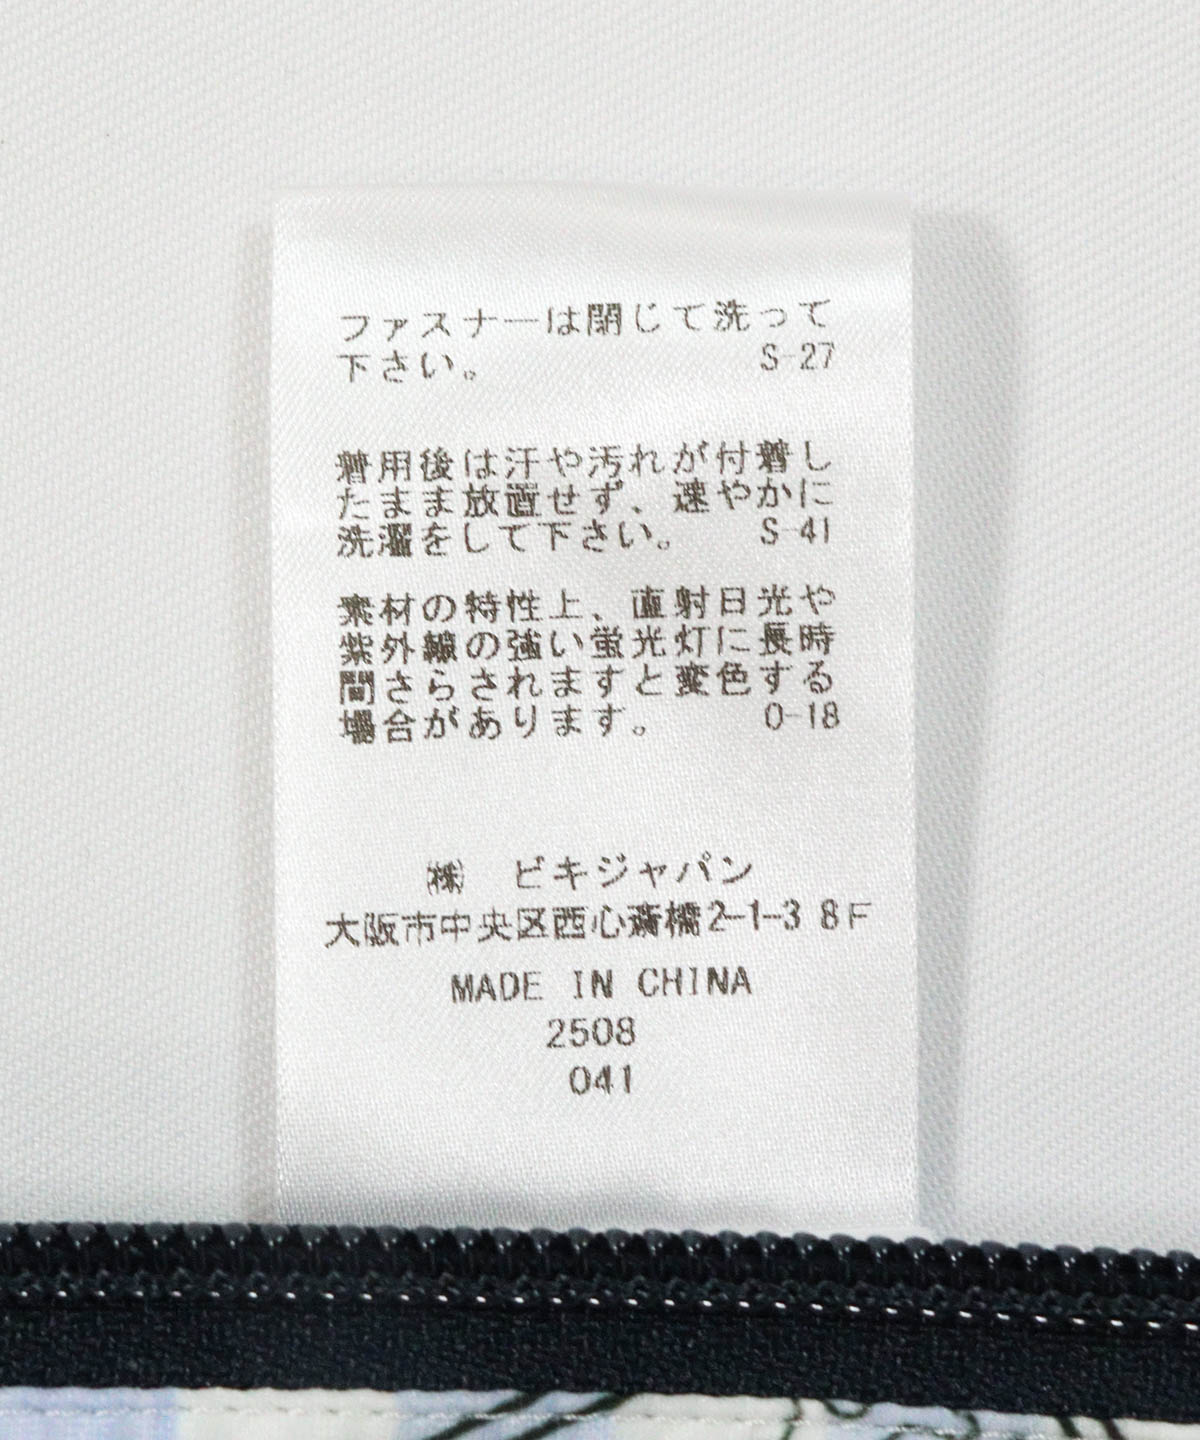 ファスナーは閉じて洗って
下さい。 S-27
着用後は汗や汚れが付着し
たまま放置せず、速やかに
洗濯をして下さい。 S-41
素材の特性上、直射日光や
紫外線の強い蛍光灯に長時
間さらされますと変色する
場合があります。 O-18
㈱ ビキジャパン
大阪市中央区西心斎橋2-1-3 8F
MADE IN CHINA
2508
041